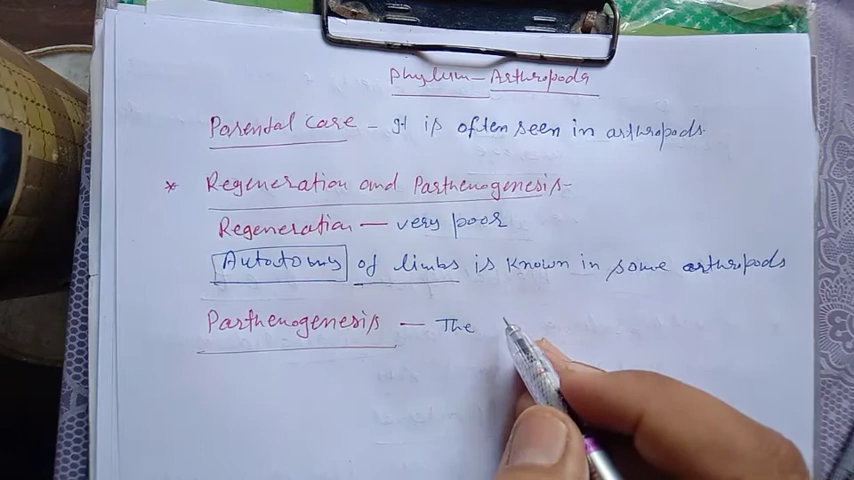 Phylum - Arthropods
Parental care - It is often seen in arthropods.
* Regeneration and Parthenogenesis -
Regeneration — very poor
Autotomy of limbs is known in some arthropods
Parthenogenesis — The